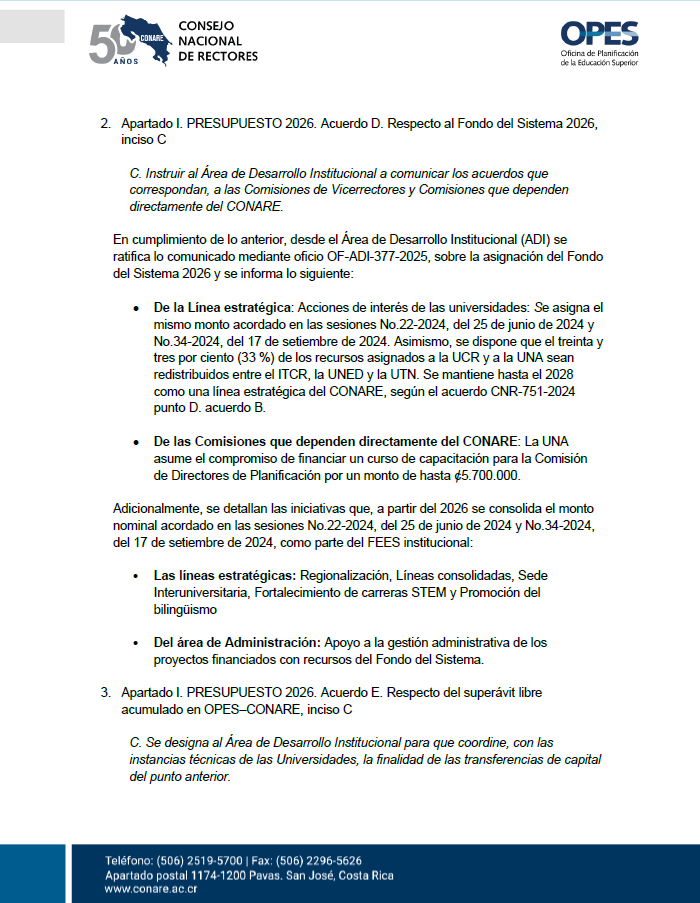 50 AÑOS
CONARE
CONSEJO
NACIONAL
DE RECTORES
OPES
Oficina de Planificación
de la Educación Superior
2. Apartado I. PRESUPUESTO 2026. Acuerdo D. Respecto al Fondo del Sistema 2026,
inciso C
C. Instruir al Área de Desarrollo Institucional a comunicar los acuerdos que
correspondan, a las Comisiones de Vicerrectores y Comisiones que dependen
directamente del CONARE.
En cumplimiento de lo anterior, desde el Área de Desarrollo Institucional (ADI) se
ratifica lo comunicado mediante oficio OF-ADI-377-2025, sobre la asignación del Fondo
del Sistema 2026 y se informa lo siguiente:
• De la Línea estratégica: Acciones de interés de las universidades: Se asigna el
mismo monto acordado en las sesiones No.22-2024, del 25 de junio de 2024 y
No.34-2024, del 17 de setiembre de 2024. Asimismo, se dispone que el treinta y
tres por ciento (33 %) de los recursos asignados a la UCR y a la UNA sean
redistribuidos entre el ITCR, la UNED y la UTN. Se mantiene hasta el 2028
como una línea estratégica del CONARE, según el acuerdo CNR-751-2024
punto D. acuerdo B.
• De las Comisiones que dependen directamente del CONARE: La UNA
asume el compromiso de financiar un curso de capacitación para la Comisión
de Directores de Planificación por un monto de hasta ₡5.700.000.
Adicionalmente, se detallan las iniciativas que, a partir del 2026 se consolida el monto
nominal acordado en las sesiones No.22-2024, del 25 de junio de 2024 y No.34-2024,
del 17 de setiembre de 2024, como parte del FEES institucional:
• Las líneas estratégicas: Regionalización, Líneas consolidadas, Sede
Interuniversitaria, Fortalecimiento de carreras STEM y Promoción del
bilingüismo
• Del área de Administración: Apoyo a la gestión administrativa de los
proyectos financiados con recursos del Fondo del Sistema.
3. Apartado I. PRESUPUESTO 2026. Acuerdo E. Respecto del superávit libre
acumulado en OPES–CONARE, inciso C
C. Se designa al Área de Desarrollo Institucional para que coordine, con las
instancias técnicas de las Universidades, la finalidad de las transferencias de capital
del punto anterior.
Teléfono: (506) 2519-5700 | Fax: (506) 2296-5626
Apartado postal 1174-1200 Pavas. San José, Costa Rica
www.conare.ac.cr